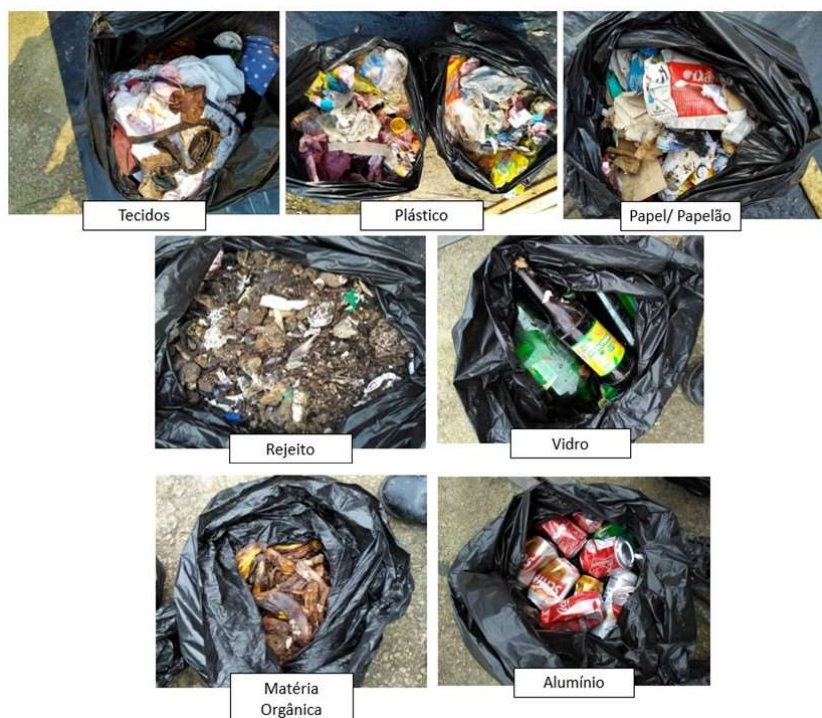 Tecidos
Plástico
Papel/ Papelão
Rejeito
Vidro
Matéria
Orgânica
Alumínio